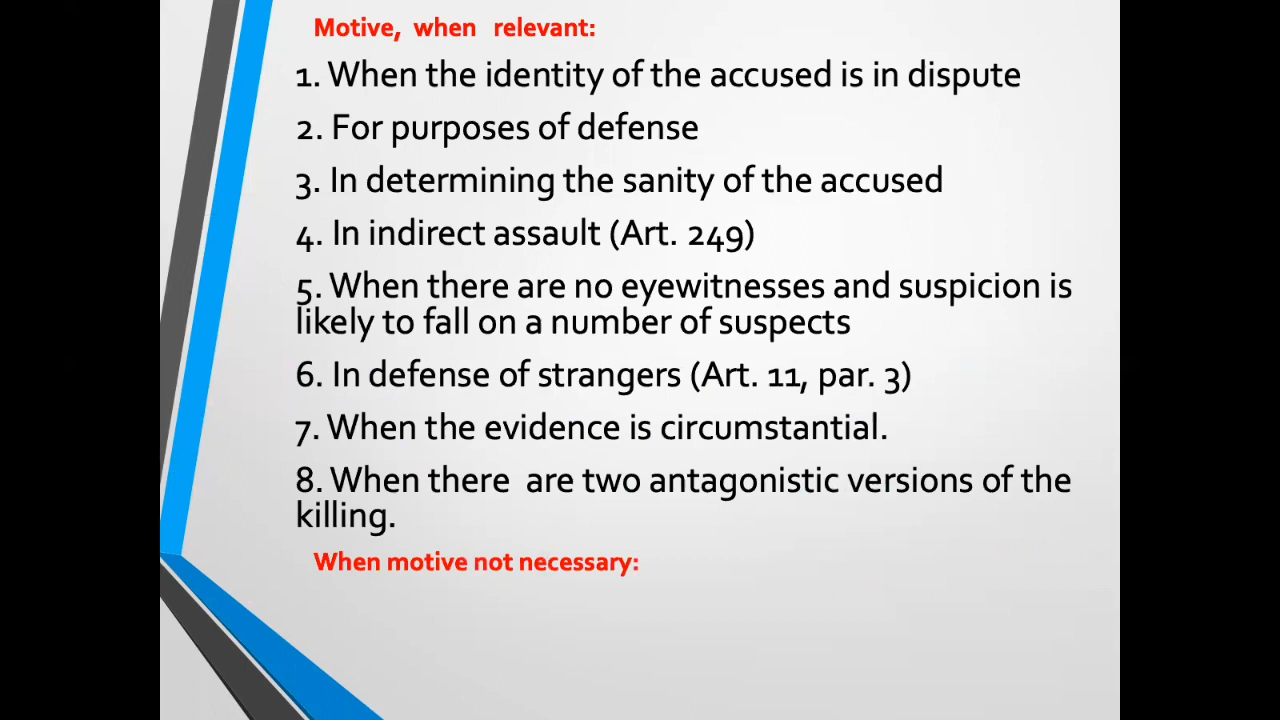 Motive, when relevant:
1. When the identity of the accused is in dispute
2. For purposes of defense
3. In determining the sanity of the accused
4. In indirect assault (Art. 249)
5. When there are no eyewitnesses and suspicion is
likely to fall on a number of suspects
6. In defense of strangers (Art. 11, par. 3)
7. When the evidence is circumstantial.
8. When there are two antagonistic versions of the
killing.
When motive not necessary: